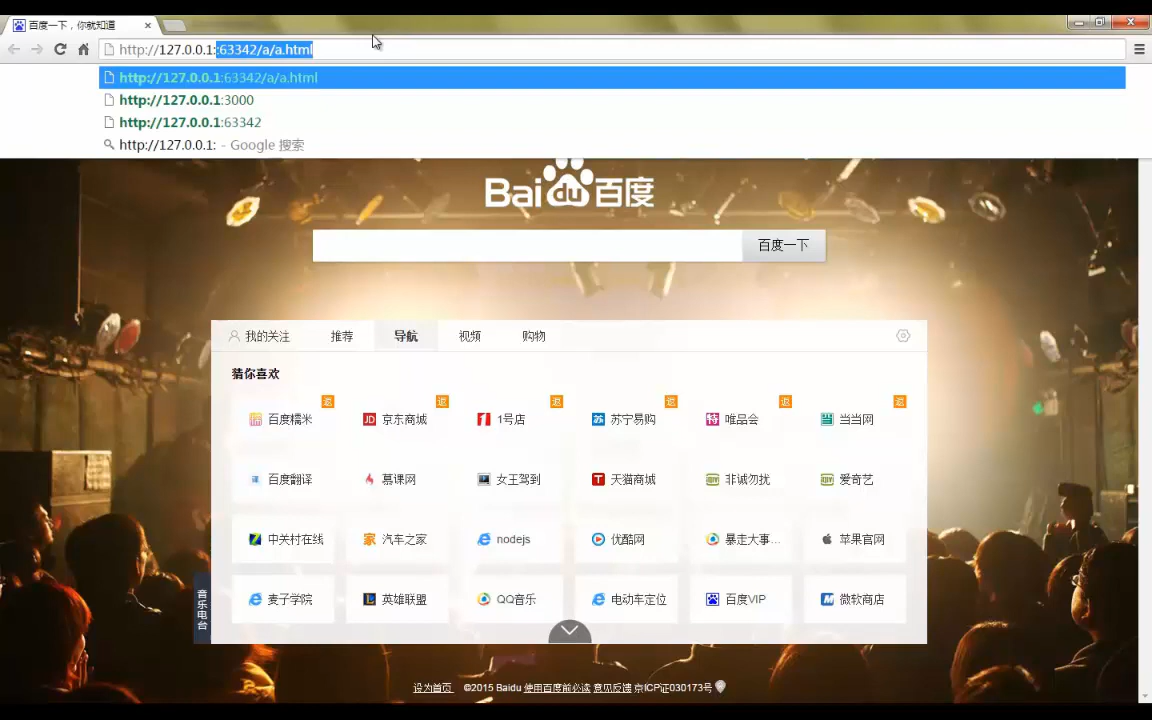 百度一下，你就知道
http://127.0.0.1::63342/a/a.html
http://127.0.0.1:63342/a/a.html
http://127.0.0.1:3000
http://127.0.0.1:63342
http://127.0.0.1: - Google 搜索
Bai du 百度
百度一下
我的关注 推荐 导航 视频 购物
猜你喜欢
返 返 返 返 返 返
百度糯米 京东商城 1号店 苏宁易购 唯品会 当当网
百度翻译 慕课网 女王驾到 天猫商城 非诚勿扰 爱奇艺
中关村在线 汽车之家 nodejs 优酷网 暴走大事... 苹果官网
麦子学院 英雄联盟 QQ音乐 电动车定位 百度VIP 微软商店
音乐电台
设为首页 ©2015 Baidu 使用百度前必读 意见反馈 京ICP证030173号